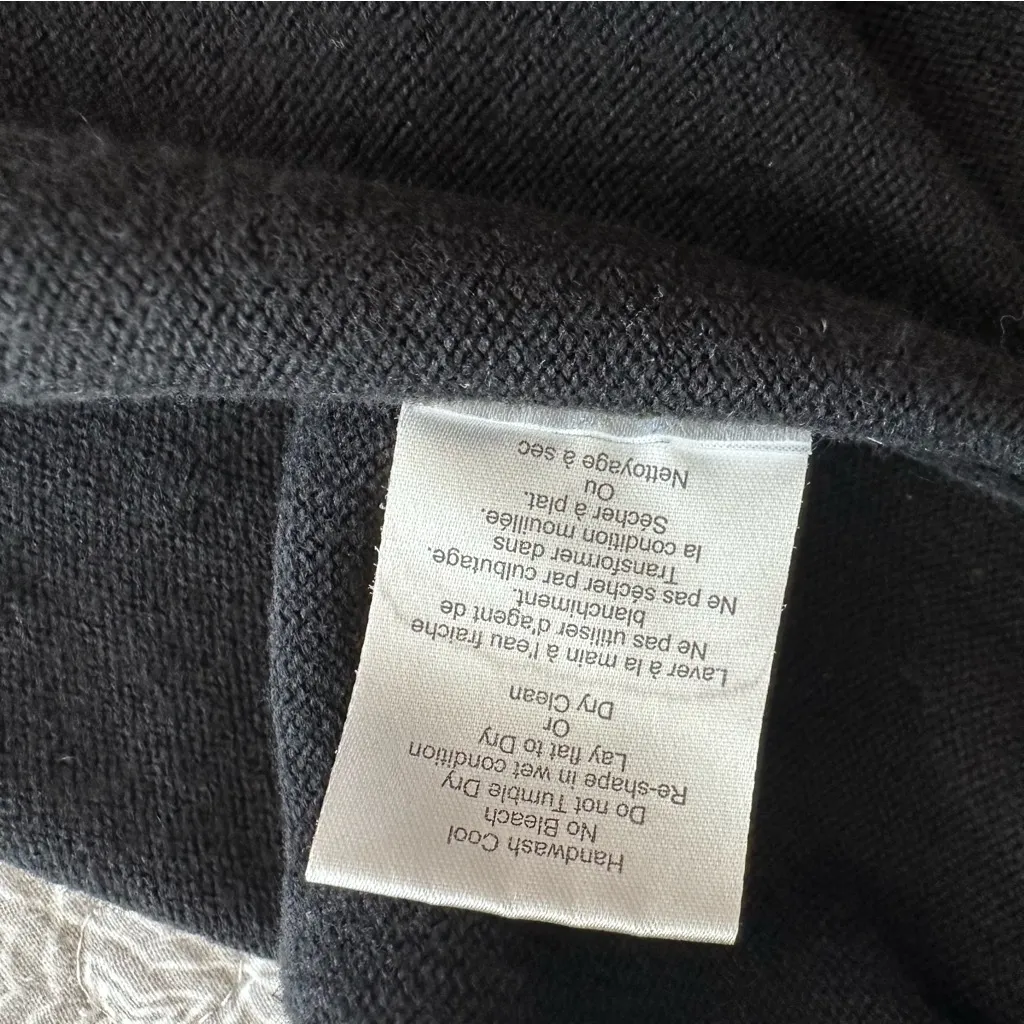 Handwash Cool
No Bleach
Do not Tumble Dry
Re-shape in wet condition
Lay flat to Dry
Or
Dry Clean
Laver à la main à l'eau fraiche
Ne pas utiliser d'agent de
blanchiment.
Ne pas sécher par culbutage.
Transformer dans
la condition mouillée.
Sécher à plat.
Ou
Nettoyage à sec